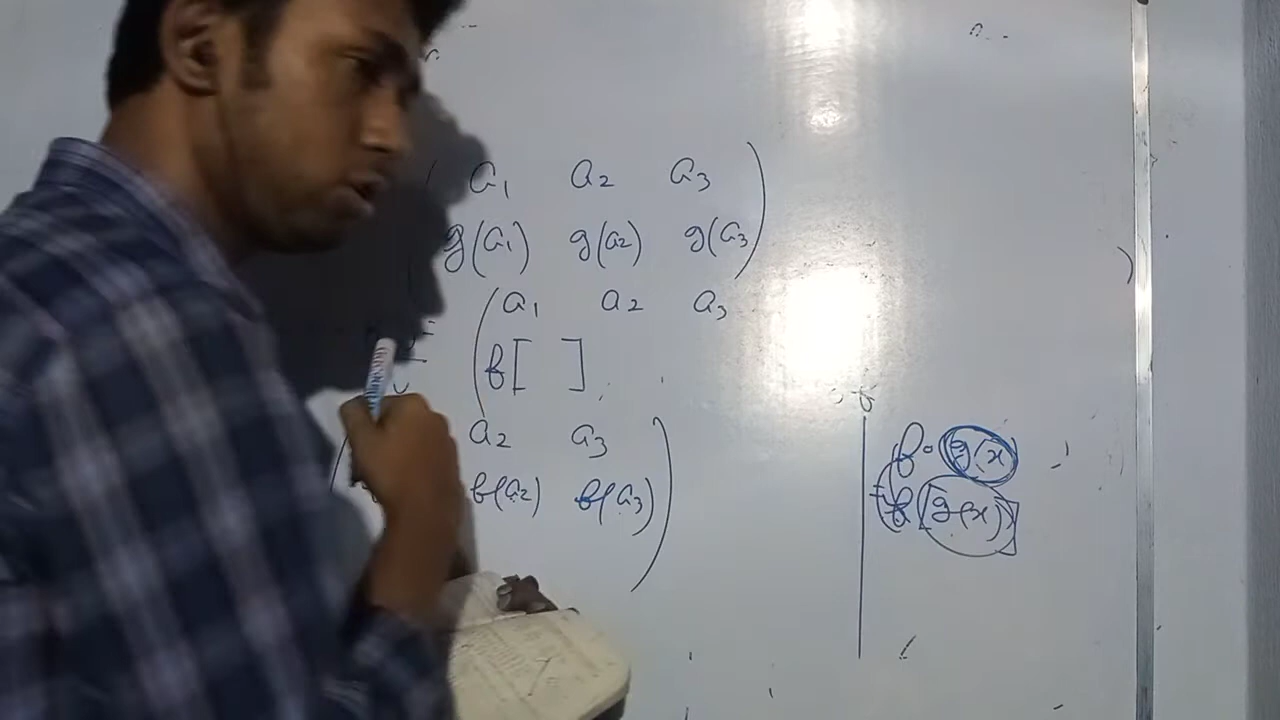 a₁ a₂ a₃
g(a₁) g(a₂) g(a₃)
= (a₁ a₂ a₃
f[ ]
a₂ a₃
f(a₂) f(a₃)
f∘g(x)
= f[g(x)]